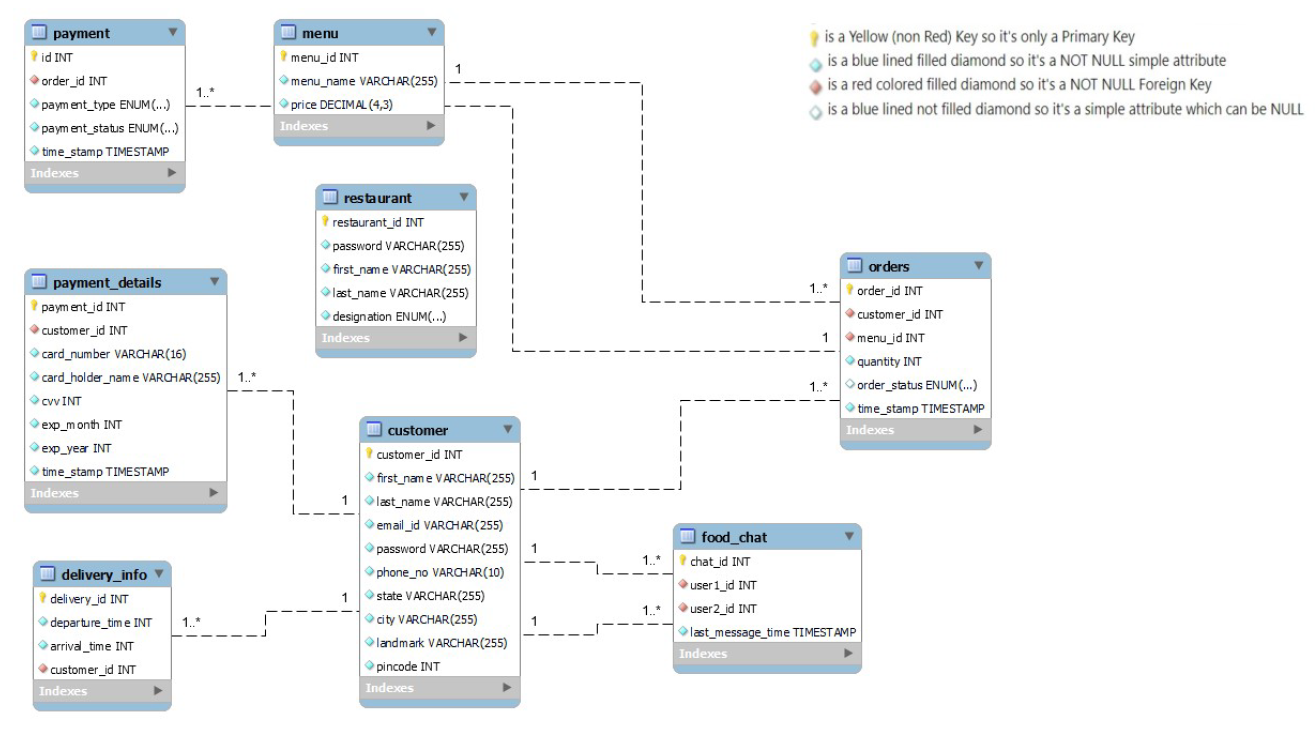 payment
id INT
order_id INT
payment_type ENUM(...)
payment_status ENUM(...)
time_stamp TIMESTAMP
Indexes
1..*
menu
menu_id INT
menu_name VARCHAR(255)
price DECIMAL(4,3)
Indexes
1
is a Yellow (non Red) Key so it's only a Primary Key
is a blue lined filled diamond so it's a NOT NULL simple attribute
is a red colored filled diamond so it's a NOT NULL Foreign Key
is a blue lined not filled diamond so it's a simple attribute which can be NULL
restaurant
restaurant_id INT
password VARCHAR(255)
first_name VARCHAR(255)
last_name VARCHAR(255)
designation ENUM(...)
Indexes
1..*
1
1..*
orders
order_id INT
customer_id INT
menu_id INT
quantity INT
order_status ENUM(...)
time_stamp TIMESTAMP
Indexes
payment_details
payment_id INT
customer_id INT
card_number VARCHAR(16)
card_holder_name VARCHAR(255)
cvv INT
exp_month INT
exp_year INT
time_stamp TIMESTAMP
Indexes
1..*
1
customer
customer_id INT
first_name VARCHAR(255)
last_name VARCHAR(255)
email_id VARCHAR(255)
password VARCHAR(255)
phone_no VARCHAR(10)
state VARCHAR(255)
city VARCHAR(255)
landmark VARCHAR(255)
pincode INT
Indexes
1
1
1
1..*
1..*
food_chat
chat_id INT
user1_id INT
user2_id INT
last_message_time TIMESTAMP
Indexes
delivery_info
delivery_id INT
departure_time INT
arrival_time INT
customer_id INT
Indexes
1..*
1